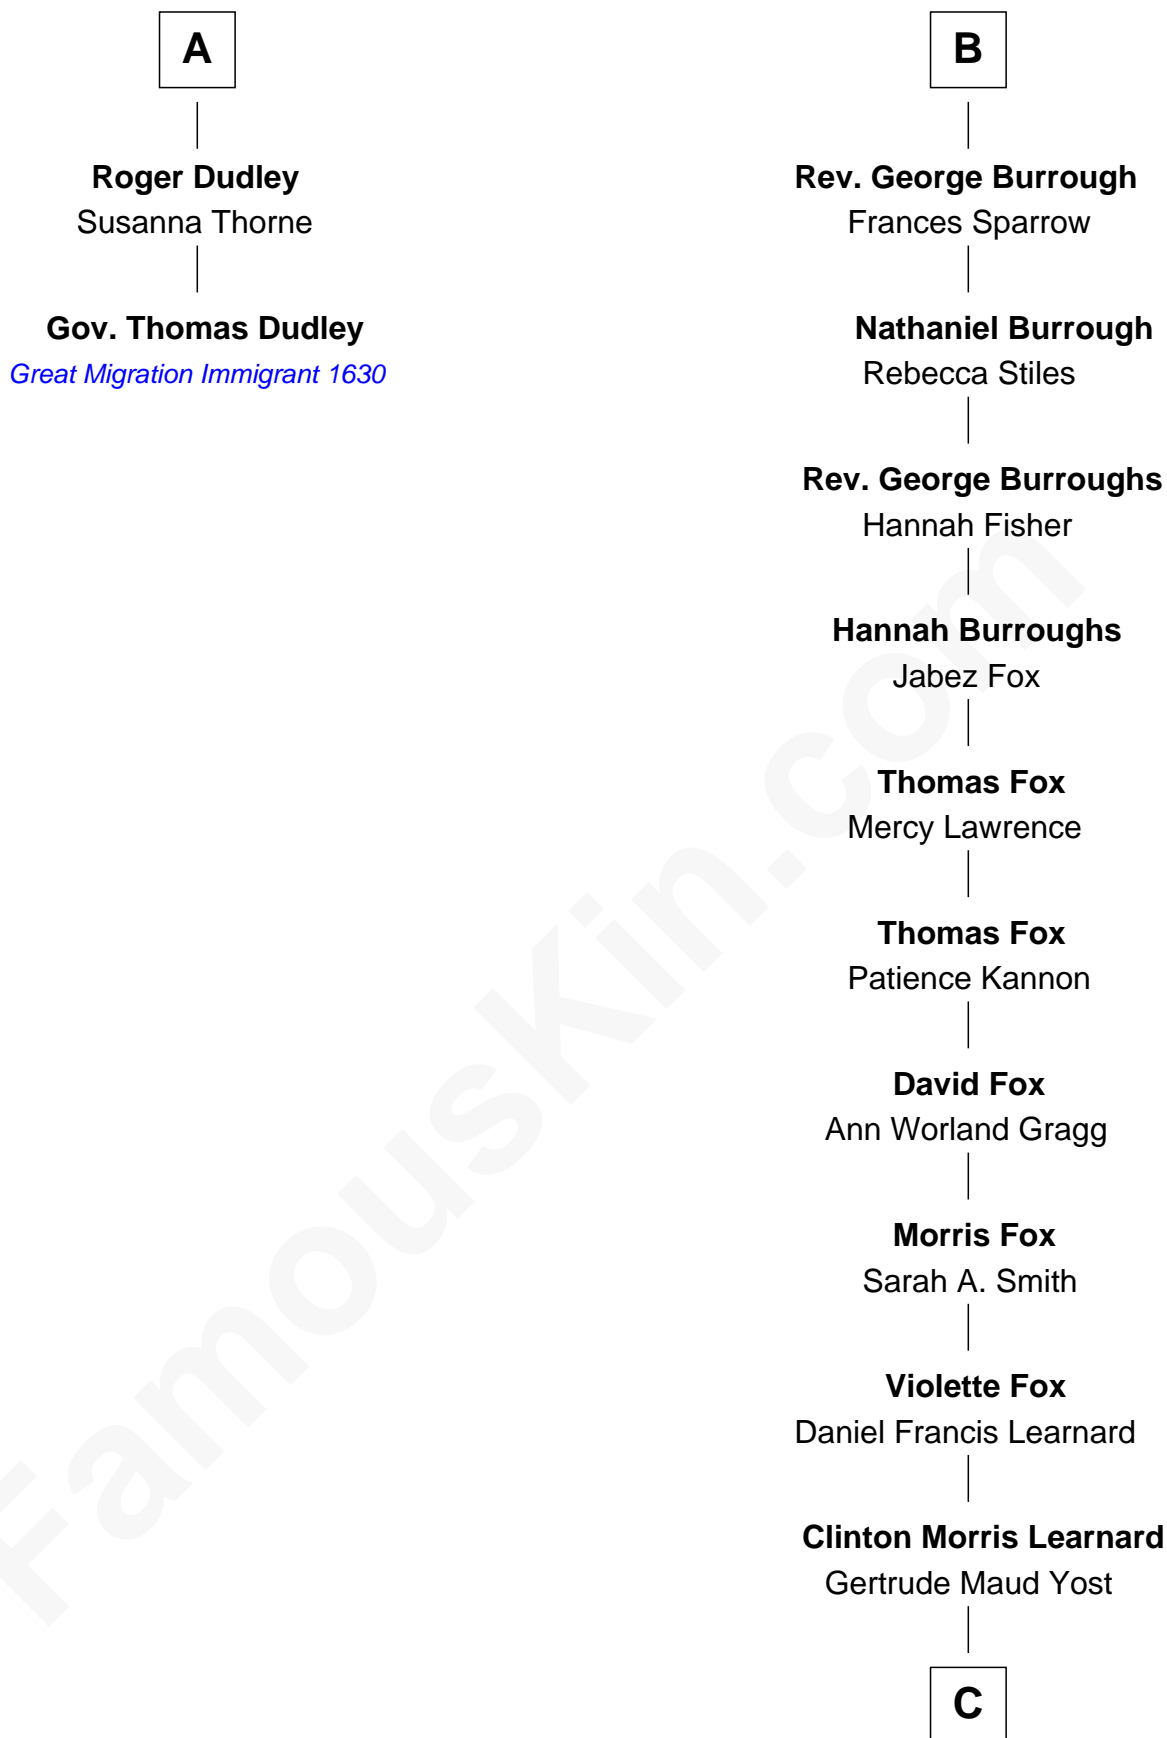 A
Roger Dudley
Susanna Thorne
Gov. Thomas Dudley
Great Migration Immigrant 1630
B
Rev. George Burrough
Frances Sparrow
Nathaniel Burrough
Rebecca Stiles
Rev. George Burroughs
Hannah Fisher
Hannah Burroughs
Jabez Fox
Thomas Fox
Mercy Lawrence
Thomas Fox
Patience Kannon
David Fox
Ann Worland Gragg
Morris Fox
Sarah A. Smith
Violette Fox
Daniel Francis Learnard
Clinton Morris Learnard
Gertrude Maud Yost
C
FamousKin.com